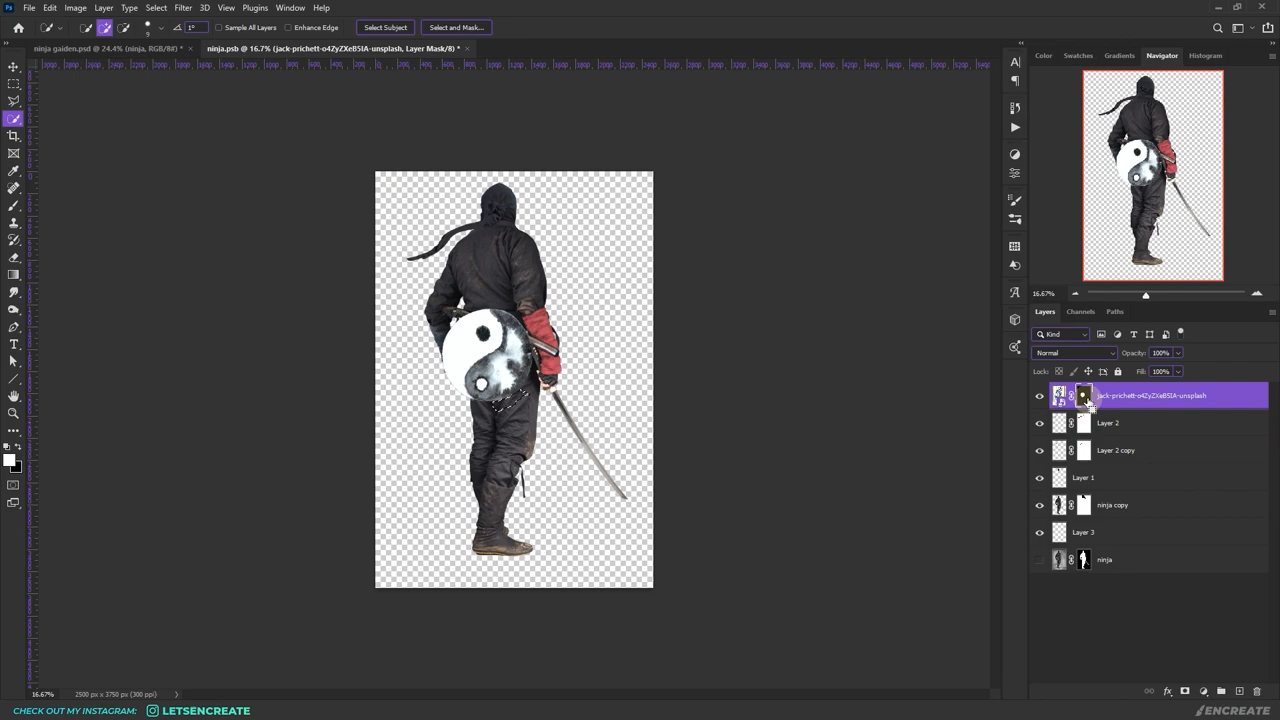 Ps File Edit Image Layer Type Select Filter 3D View Plugins Window Help
9 1° Sample All Layers Enhance Edge Select Subject Select and Mask...
ninja gaiden.psd @ 24.4% (ninja, RGB/8#) * × ninja.psb @ 16.7% (jack-prichett-o4ZyZXeB5IA-unsplash, Layer Mask/8) * ×
Color Swatches Gradients Navigator Histogram
16.67%
Layers Channels Paths
Kind
Normal Opacity: 100%
Lock: Fill: 100%
jack-prichett-o4ZyZXeB5IA-unsplash
Layer 2
Layer 2 copy
Layer 1
ninja copy
Layer 3
ninja
16.67% 2500 px x 3750 px (300 ppi)
CHECK OUT MY INSTAGRAM: LETSENCREATE
ENCREATE